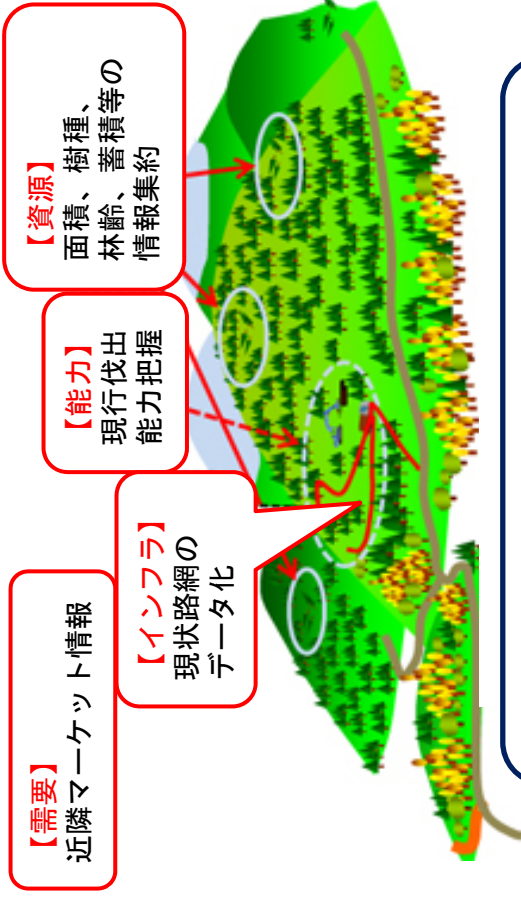 【需要】
近隣マーケット情報
【インフラ】
現状路網の
データ化
【能力】
現行伐出
能力把握
【資源】
面積、樹種、
林齢、蓄積等の
情報集約